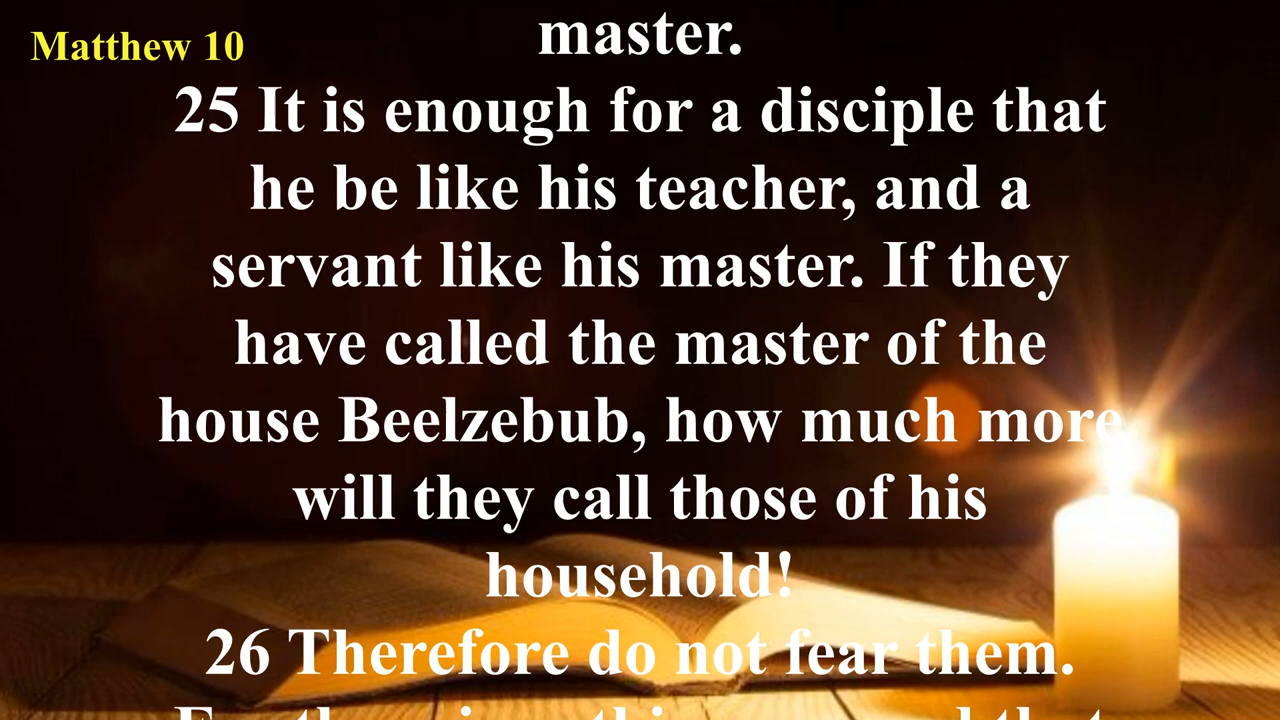 Matthew 10
master.
25 It is enough for a disciple that
he be like his teacher, and a
servant like his master. If they
have called the master of the
house Beelzebub, how much more
will they call those of his
household!
26 Therefore do not fear them.